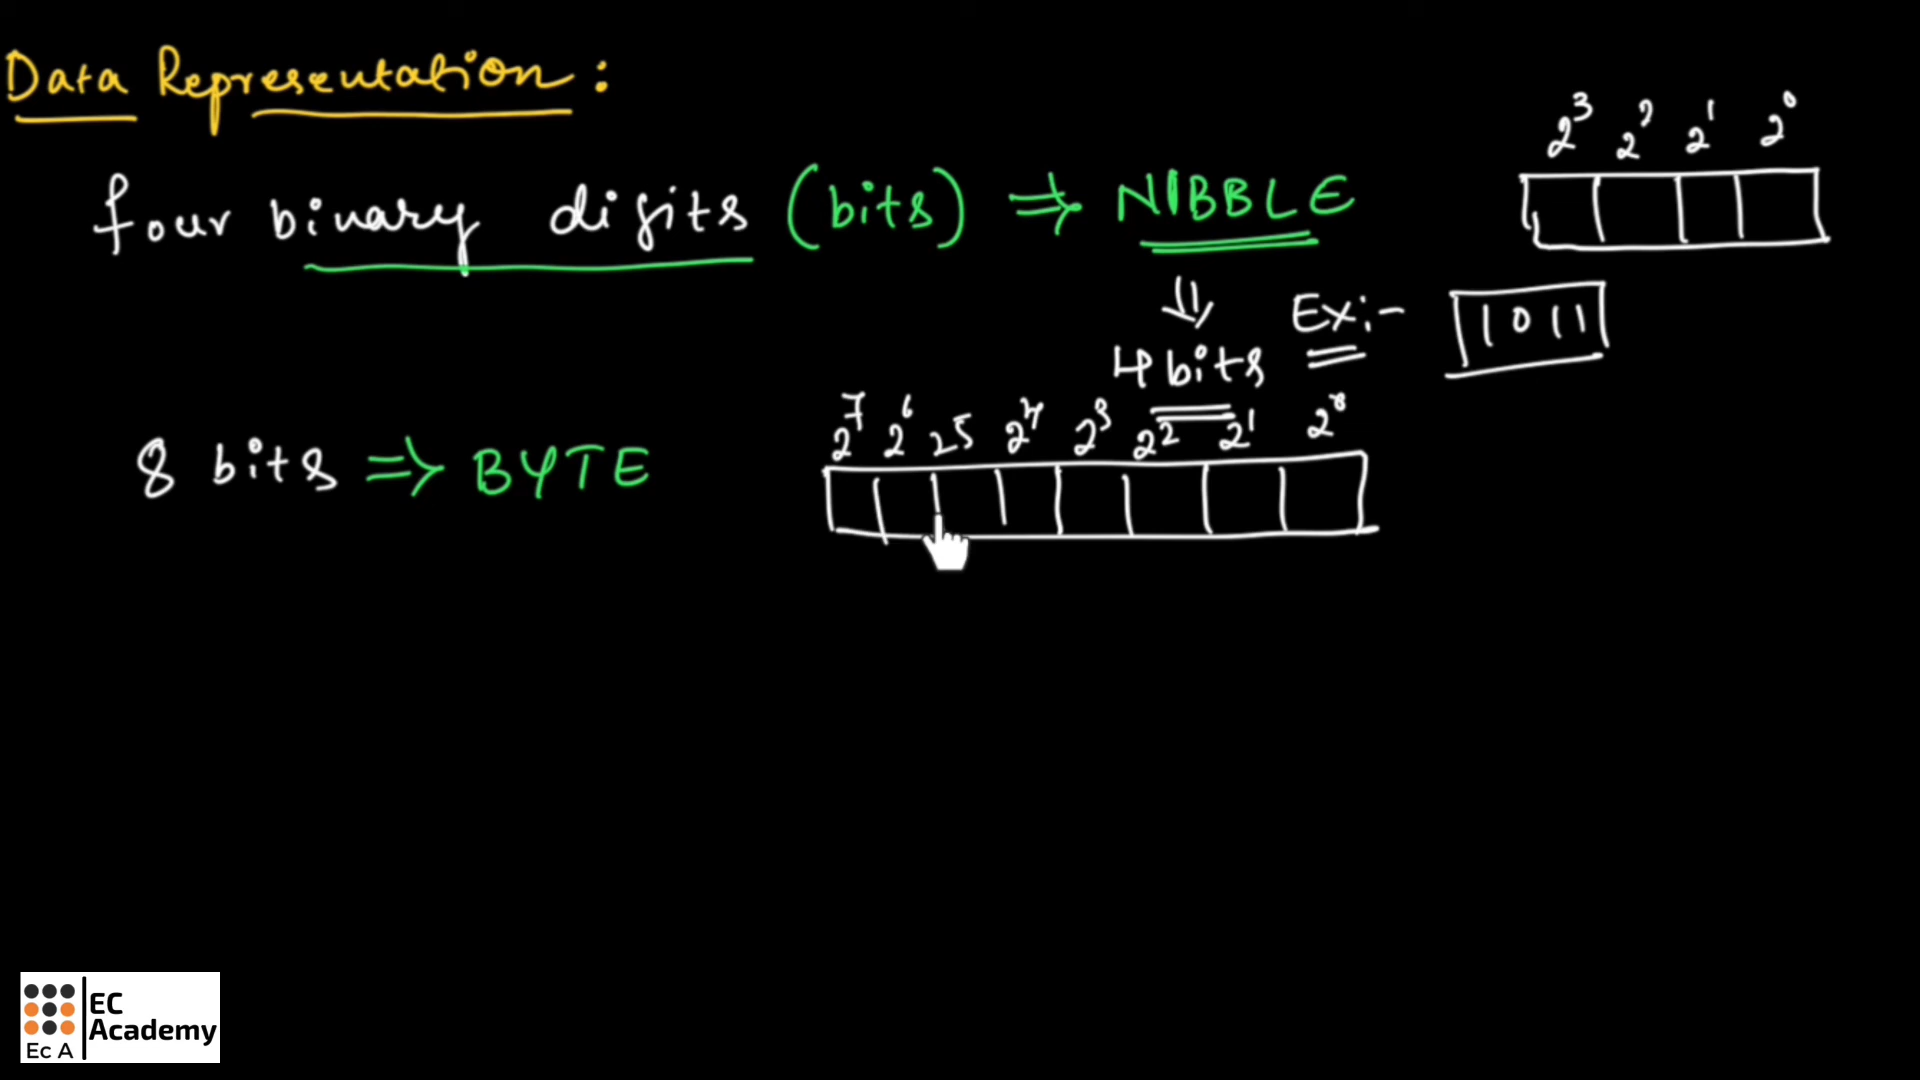 Data Representation :
2³ 2² 2¹ 2⁰
four binary digits (bits) ⇒ NIBBLE
⇓
Ex:- 1011
4 bits
2⁷ 2⁶ 2⁵ 2⁴ 2³ 2² 2¹ 2⁰
8 bits ⇒ BYTE
EC
Academy
Ec A